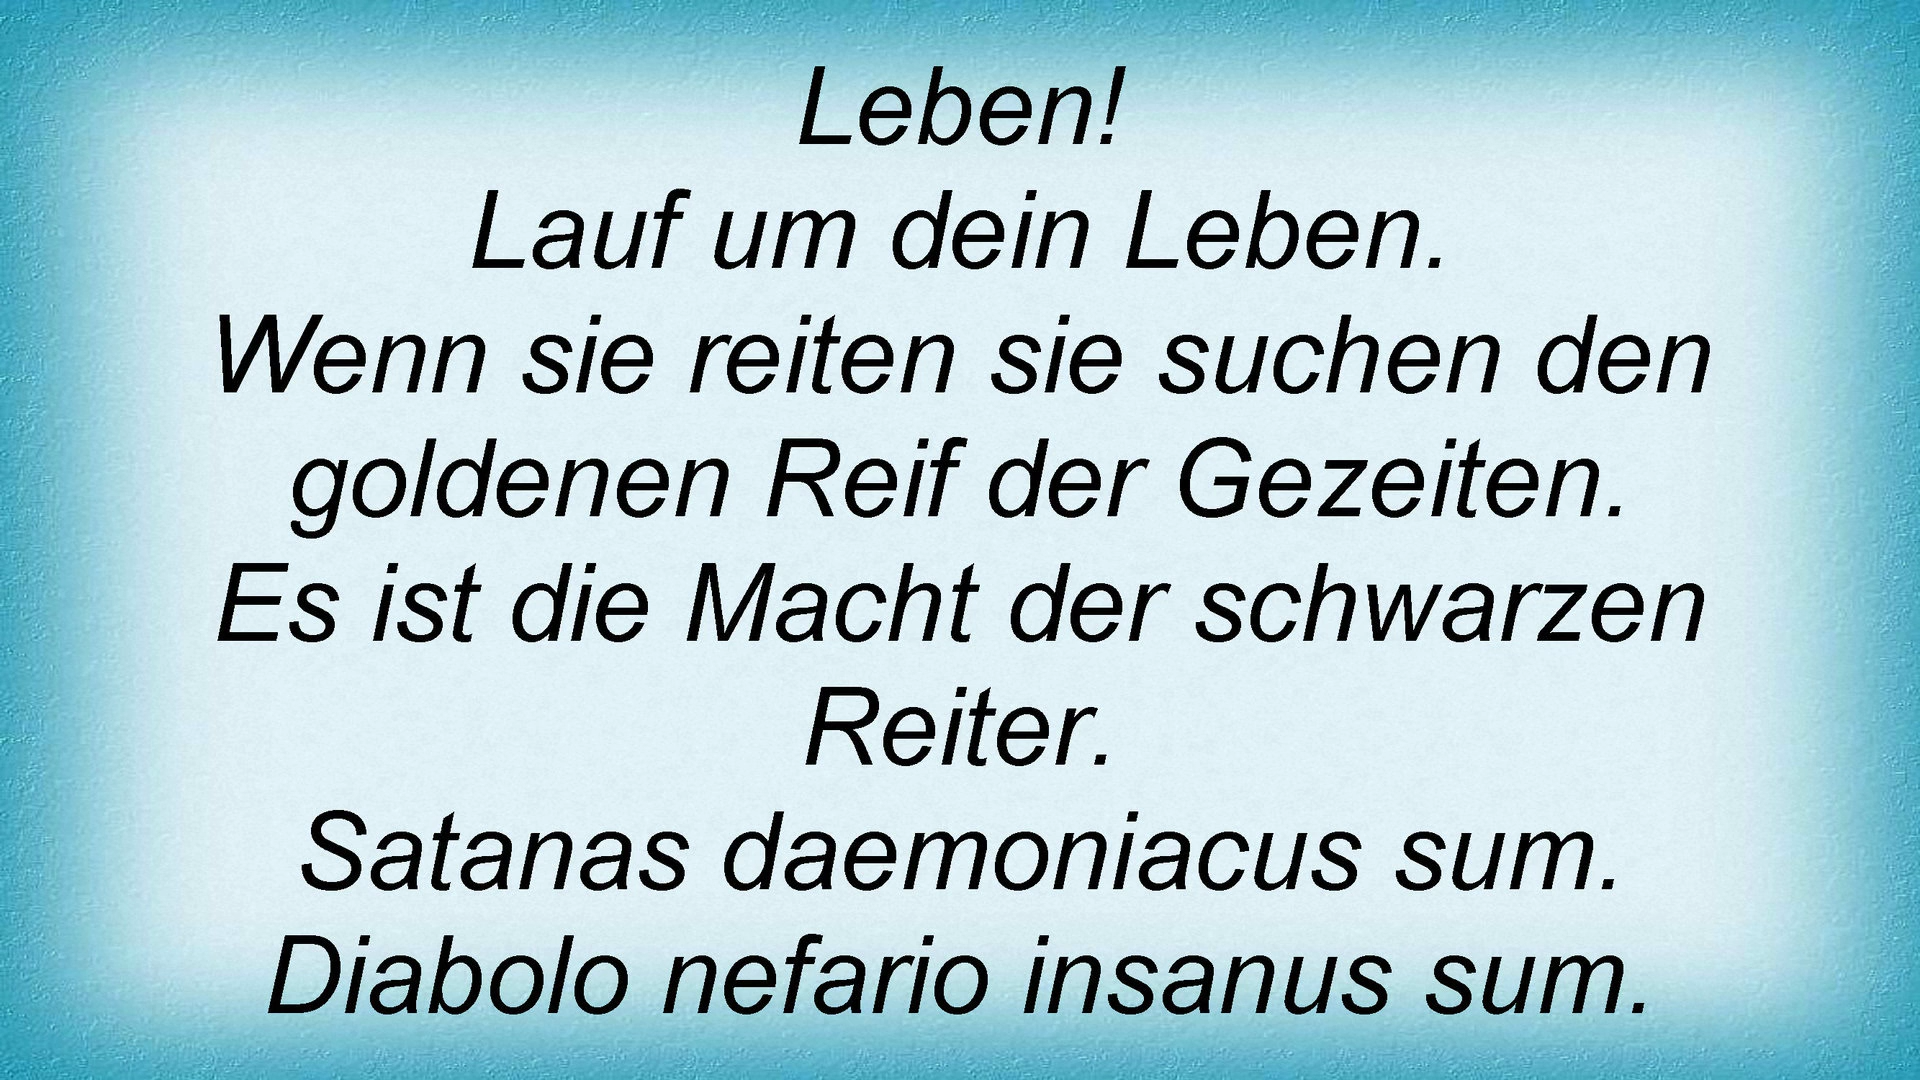 Leben!
Lauf um dein Leben.
Wenn sie reiten sie suchen den
goldenen Reif der Gezeiten.
Es ist die Macht der schwarzen
Reiter.
Satanas daemoniacus sum.
Diabolo nefario insanus sum.